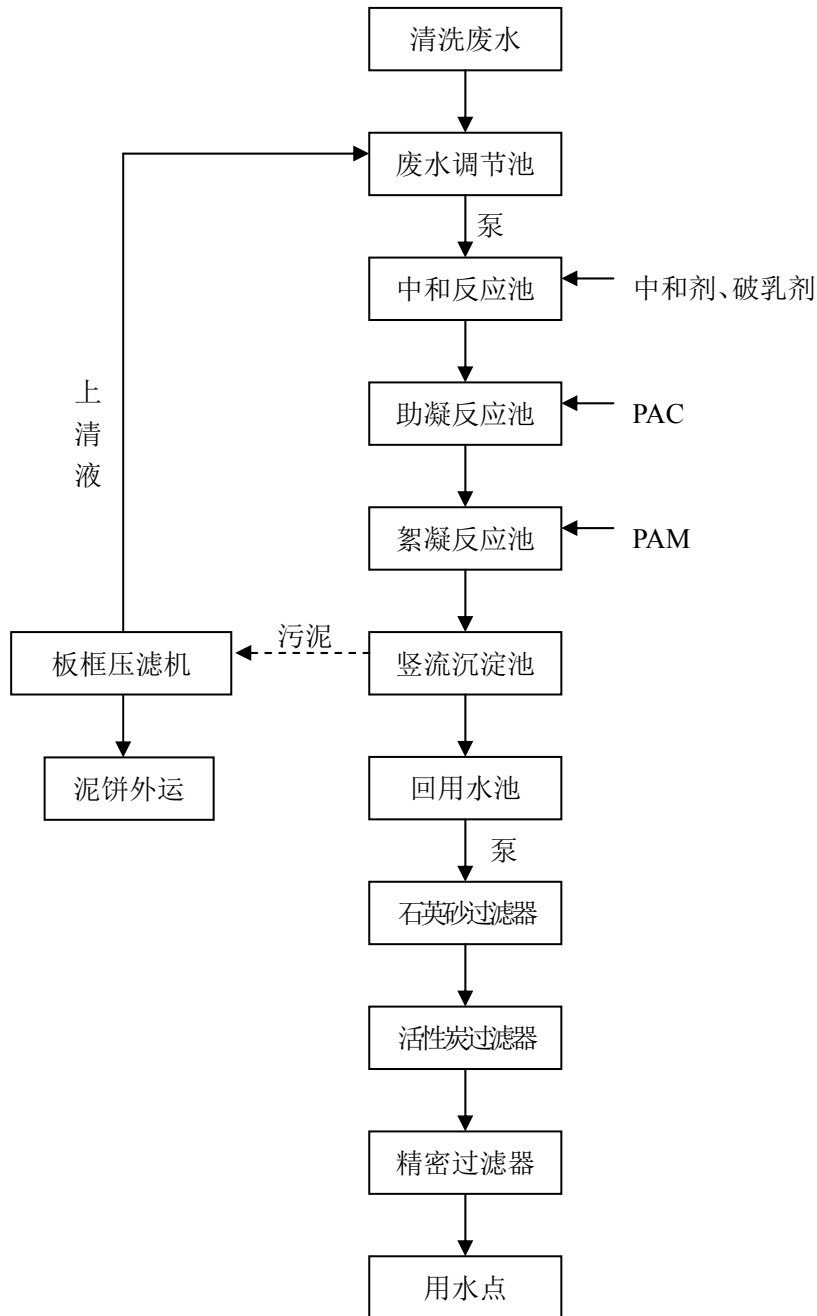 清洗废水
废水调节池
泵
中和反应池
中和剂、破乳剂
助凝反应池
PAC
上
清
液
絮凝反应池
PAM
污泥
板框压滤机
竖流沉淀池
泥饼外运
回用水池
泵
石英砂过滤器
活性炭过滤器
精密过滤器
用水点